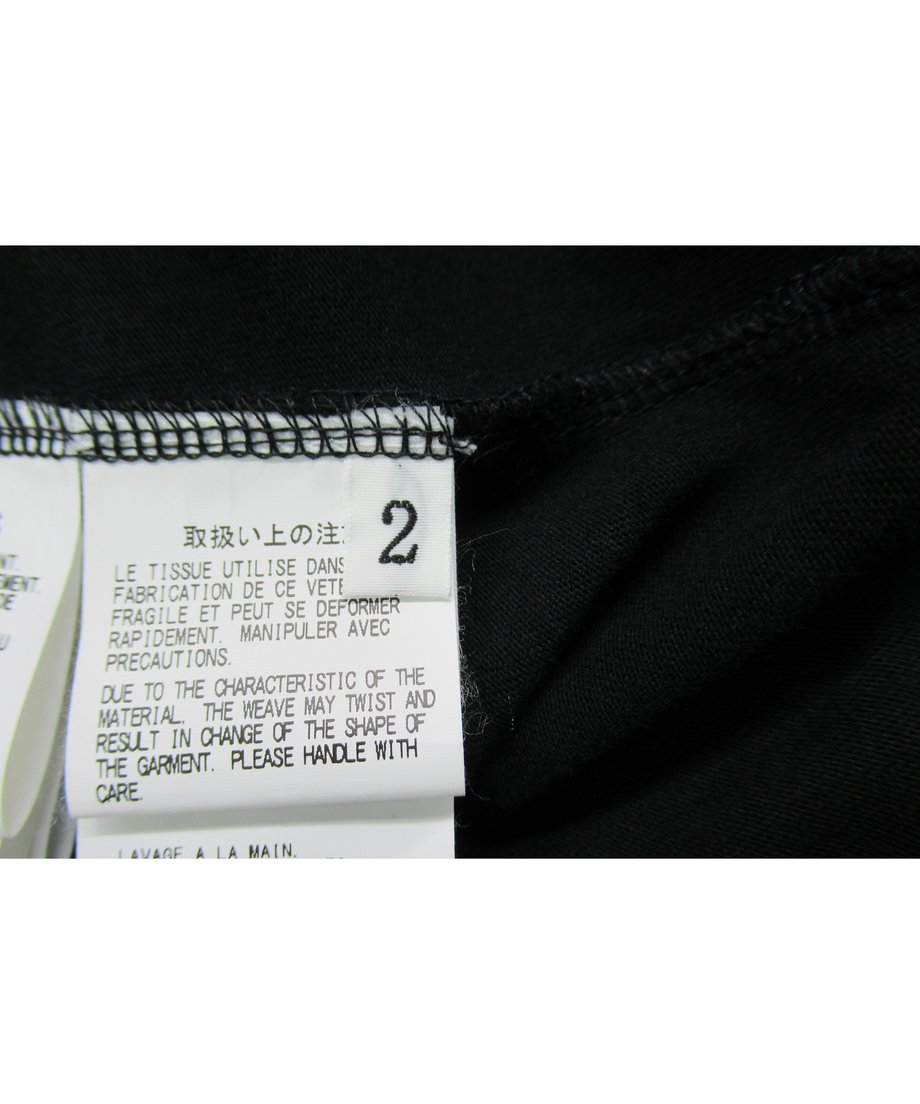 NT.
DE
2
取扱い上の注
LE TISSUE UTILISE DANS
FABRICATION DE CE VETE
FRAGILE ET PEUT SE DEFORMER
RAPIDEMENT. MANIPULER AVEC
PRECAUTIONS.
DUE TO THE CHARACTERISTIC OF THE
MATERIAL, THE WEAVE MAY TWIST AND
RESULT IN CHANGE OF THE SHAPE OF
THE GARMENT. PLEASE HANDLE WITH
CARE.
LAVAGE A LA MAIN.